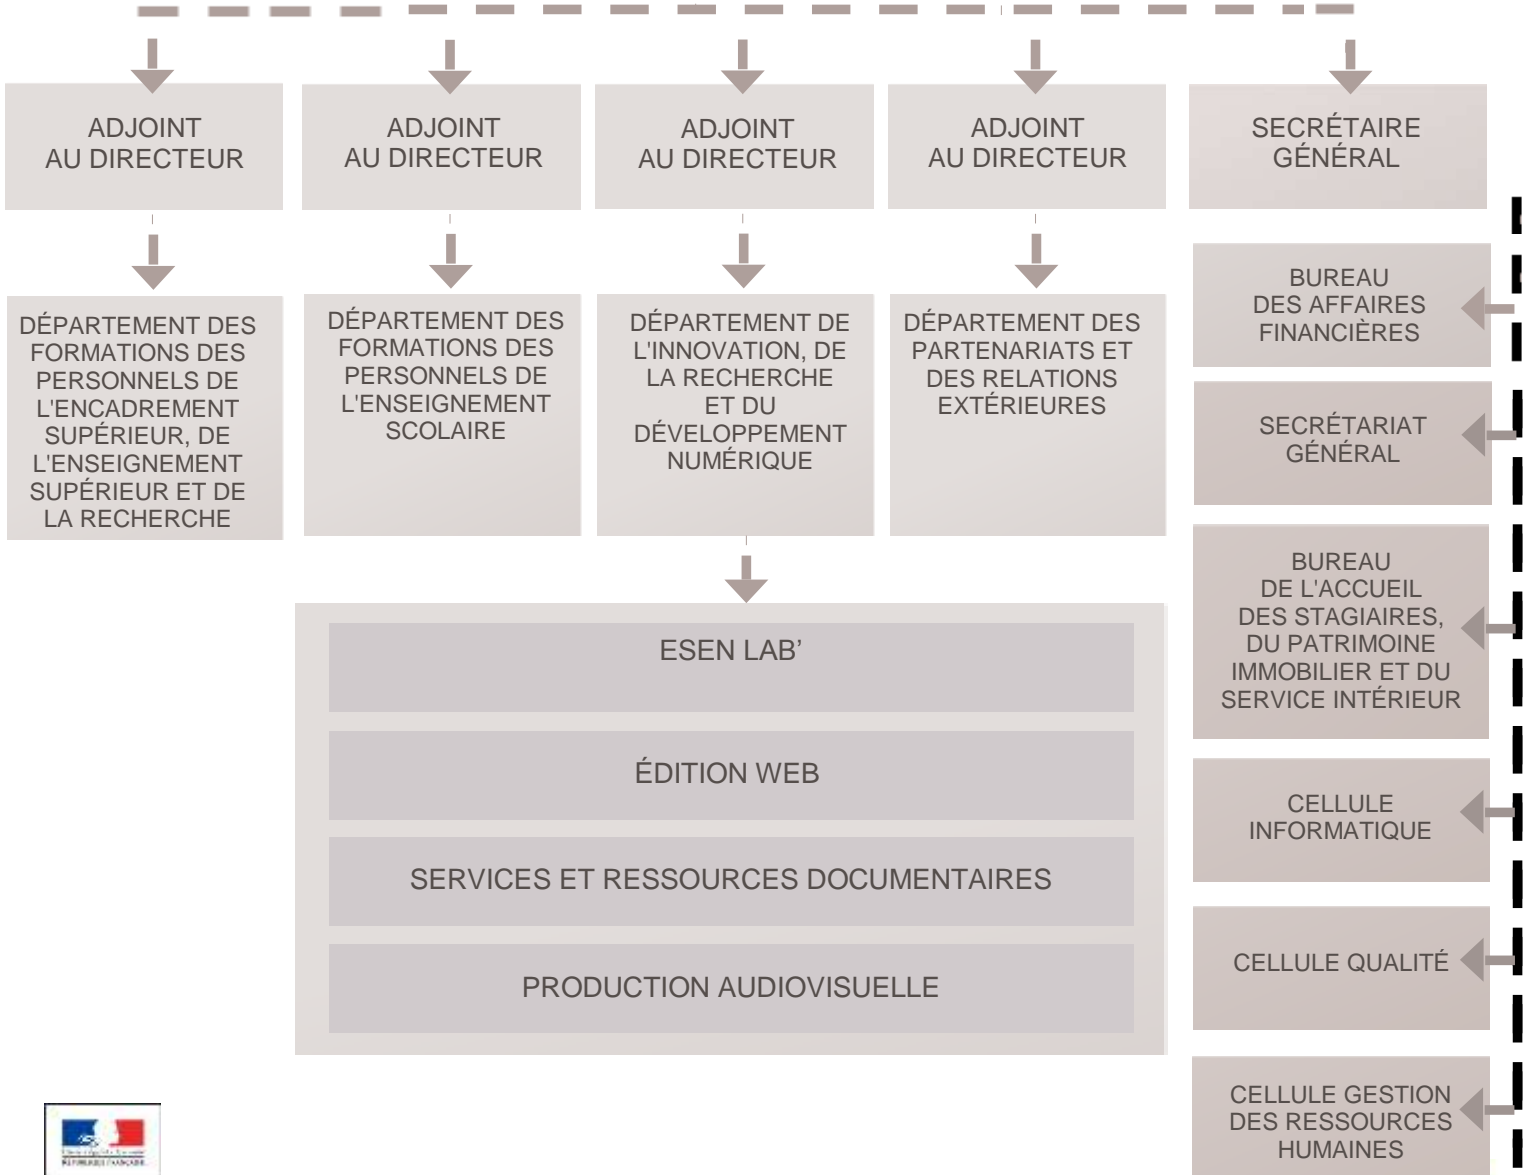 ADJOINT
AU DIRECTEUR
ADJOINT
AU DIRECTEUR
ADJOINT
AU DIRECTEUR
ADJOINT
AU DIRECTEUR
SECRÉTAIRE
GÉNÉRAL
DÉPARTEMENT DES
FORMATIONS DES
PERSONNELS DE
L'ENCADREMENT
SUPÉRIEUR, DE
L'ENSEIGNEMENT
SUPÉRIEUR ET DE
LA RECHERCHE
DÉPARTEMENT DES
FORMATIONS DES
PERSONNELS DE
L'ENSEIGNEMENT
SCOLAIRE
DÉPARTEMENT DE
L'INNOVATION, DE
LA RECHERCHE
ET DU
DÉVELOPPEMENT
NUMÉRIQUE
DÉPARTEMENT DES
PARTENARIATS ET
DES RELATIONS
EXTÉRIEURES
BUREAU
DES AFFAIRES
FINANCIÈRES
SECRÉTARIAT
GÉNÉRAL
BUREAU
DE L'ACCUEIL
DES STAGIAIRES,
DU PATRIMOINE
IMMOBILIER ET DU
SERVICE INTÉRIEUR
CELLULE
INFORMATIQUE
CELLULE QUALITÉ
CELLULE GESTION
DES RESSOURCES
HUMAINES
ESEN LAB’
ÉDITION WEB
SERVICES ET RESSOURCES DOCUMENTAIRES
PRODUCTION AUDIOVISUELLE
RÉPUBLIQUE FRANÇAISE